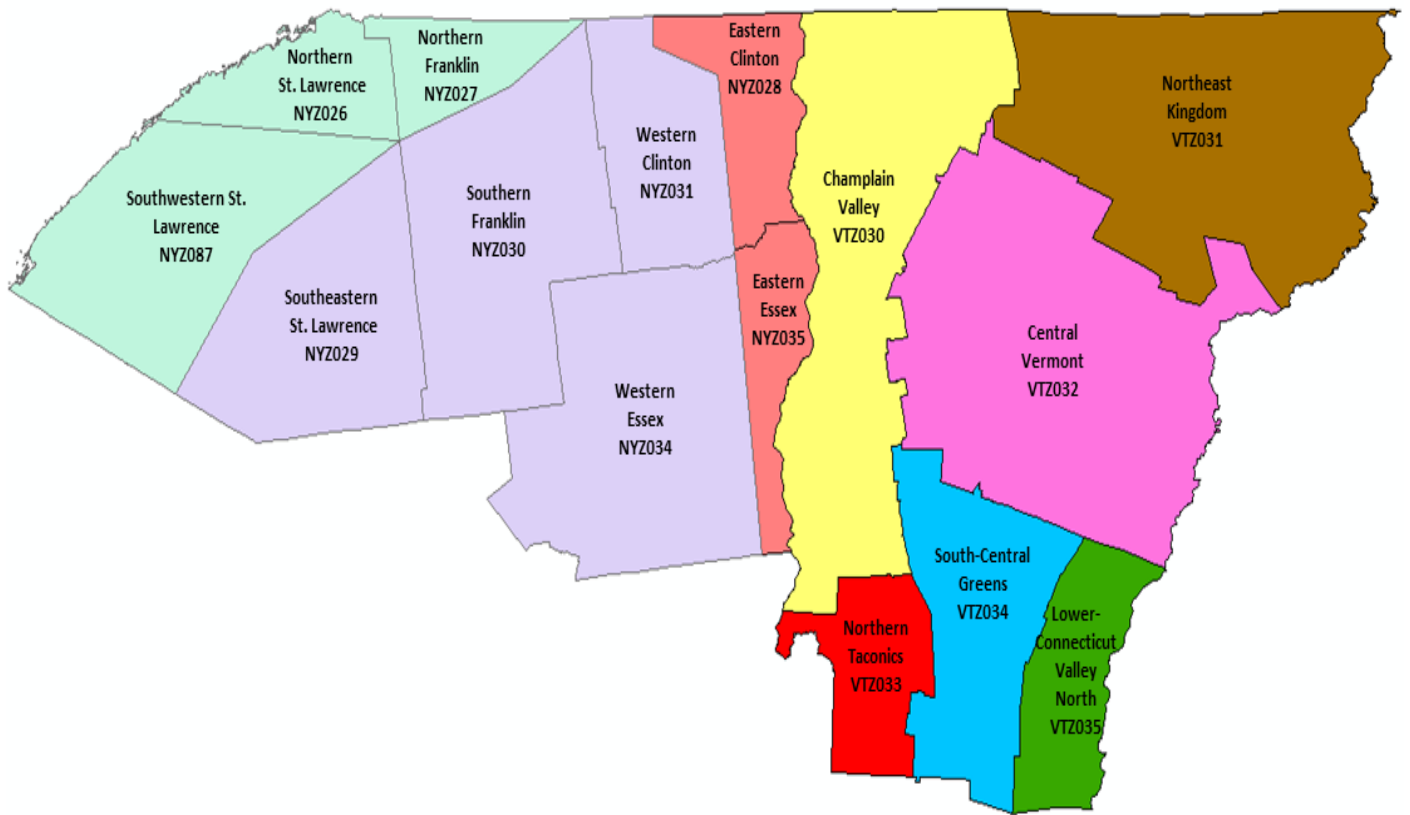 Northern
St. Lawrence
NYZ026
Northern
Franklin
NYZ027
Eastern
Clinton
NYZ028
Northeast
Kingdom
VTZ031
Western
Clinton
NYZ031
Southwestern St.
Lawrence
NYZ087
Southern
Franklin
NYZ030
Champlain
Valley
VTZ030
Southeastern
St. Lawrence
NYZ029
Eastern
Essex
NYZ035
Central
Vermont
VTZ032
Western
Essex
NYZ034
South-Central
Greens
VTZ034
Northern
Taconics
VTZ033
Lower-
Connecticut
Valley
North
VTZ035